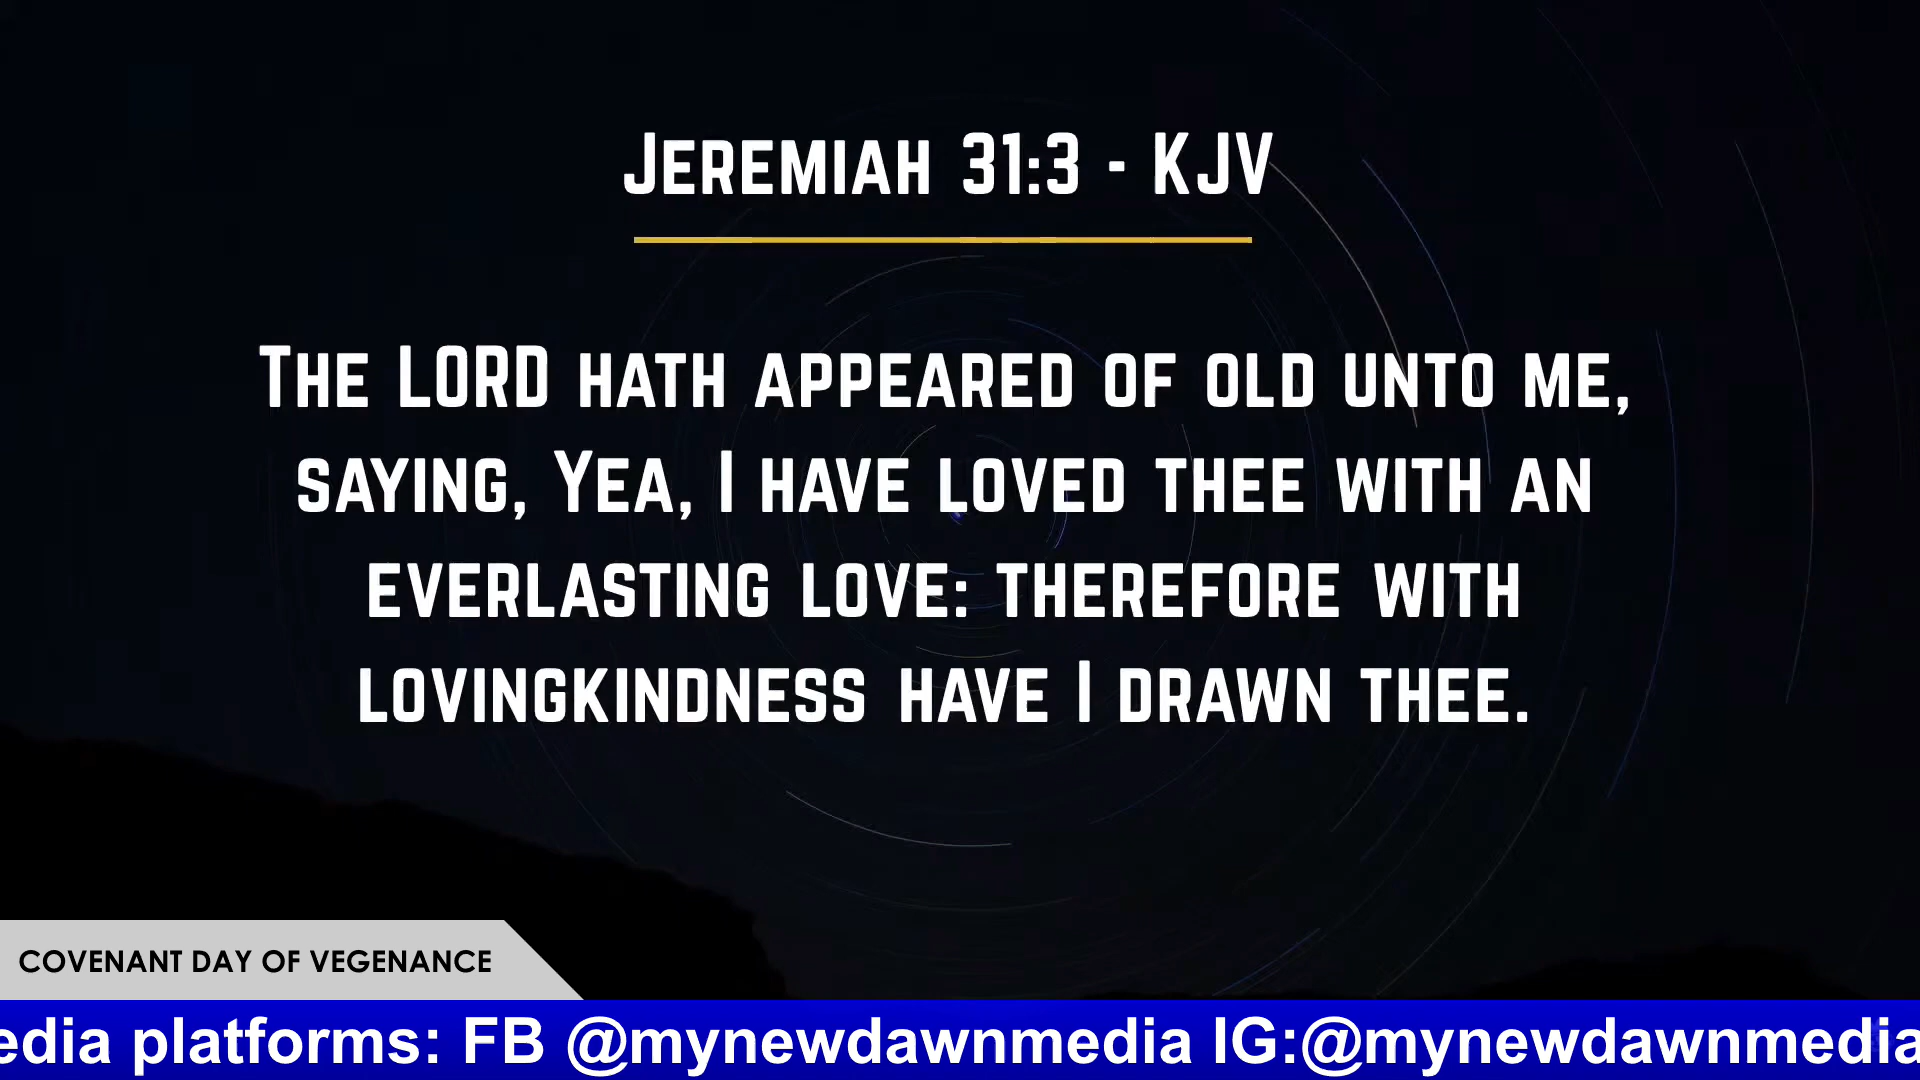 Jeremiah 31:3 - KJV
The LORD hath appeared of old unto me,
saying, Yea, I have loved thee with an
everlasting love: therefore with
lovingkindness have I drawn thee.
COVENANT DAY OF VEGENANCE
edia platforms: FB @mynewdawnmedia IG:@mynewdawnmedia